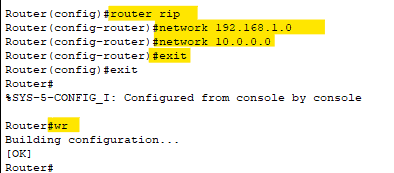 Router(config)#router rip
Router(config-router)#network 192.168.1.0
Router(config-router)#network 10.0.0.0
Router(config-router)#exit
Router(config)#exit
Router#
%SYS-5-CONFIG_I: Configured from console by console
Router#wr
Building configuration...
[OK]
Router#